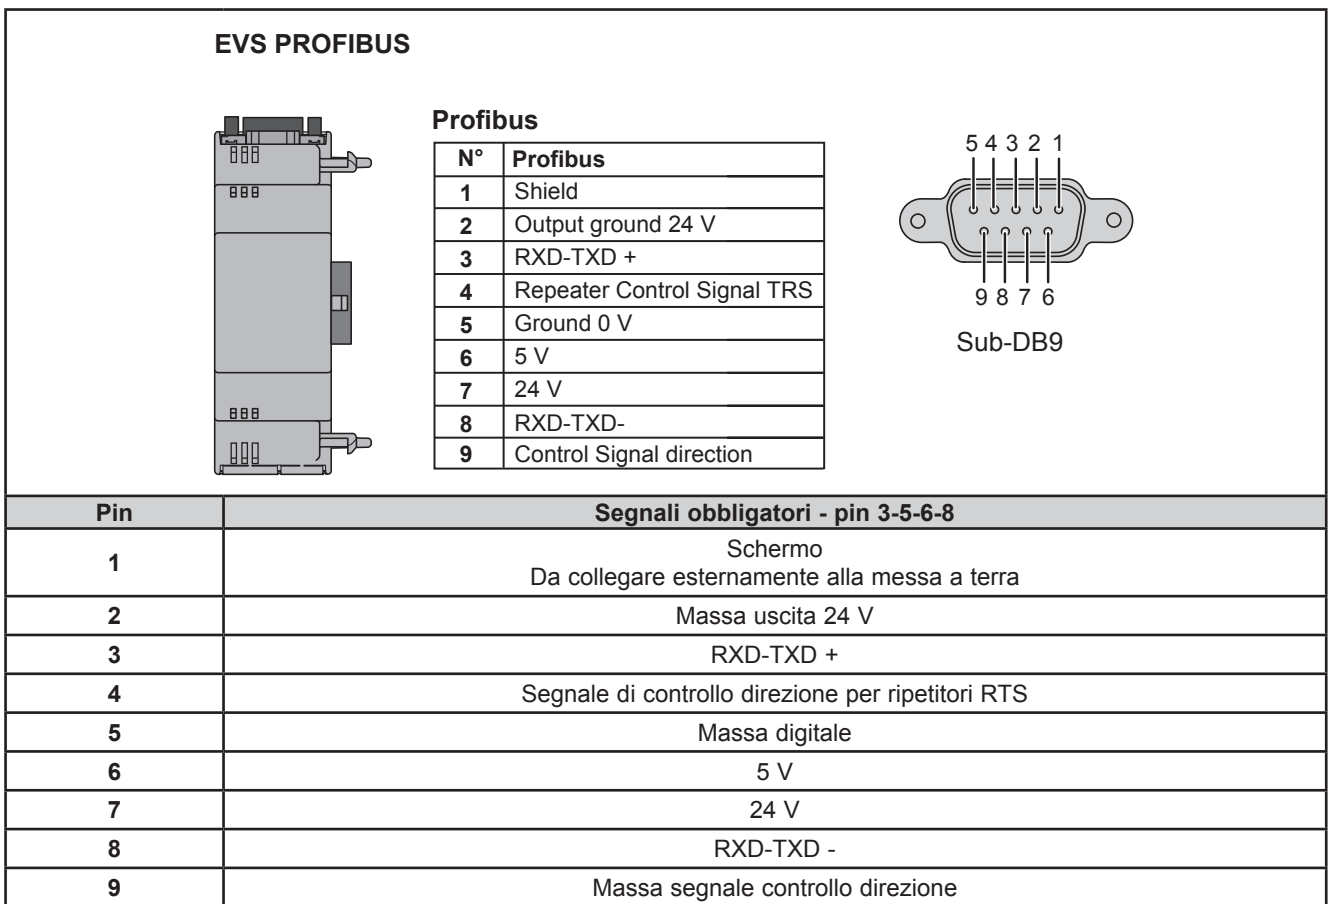 EVS PROFIBUS
Profibus
N° Profibus
1 Shield
2 Output ground 24 V
3 RXD-TXD +
4 Repeater Control Signal TRS
5 Ground 0 V
6 5 V
7 24 V
8 RXD-TXD-
9 Control Signal direction
5 4 3 2 1
9 8 7 6
Sub-DB9
Pin Segnali obbligatori - pin 3-5-6-8
1 Schermo
Da collegare esternamente alla messa a terra
2 Massa uscita 24 V
3 RXD-TXD +
4 Segnale di controllo direzione per ripetitori RTS
5 Massa digitale
6 5 V
7 24 V
8 RXD-TXD -
9 Massa segnale controllo direzione